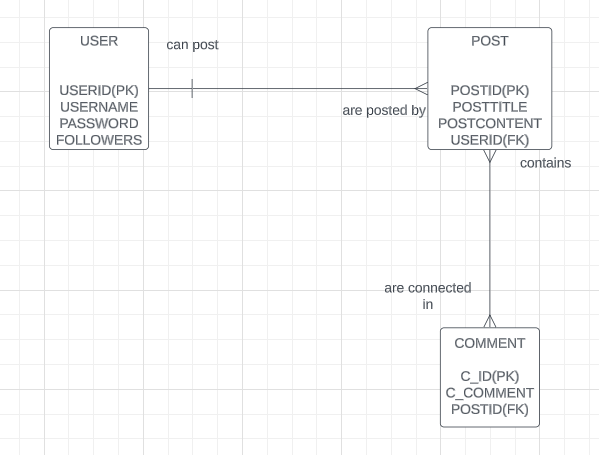 USER
USERID(PK)
USERNAME
PASSWORD
FOLLOWERS
can post
are posted by
POST
POSTID(PK)
POSTTITLE
POSTCONTENT
USERID(FK)
contains
are connected
in
COMMENT
C_ID(PK)
C_COMMENT
POSTID(FK)